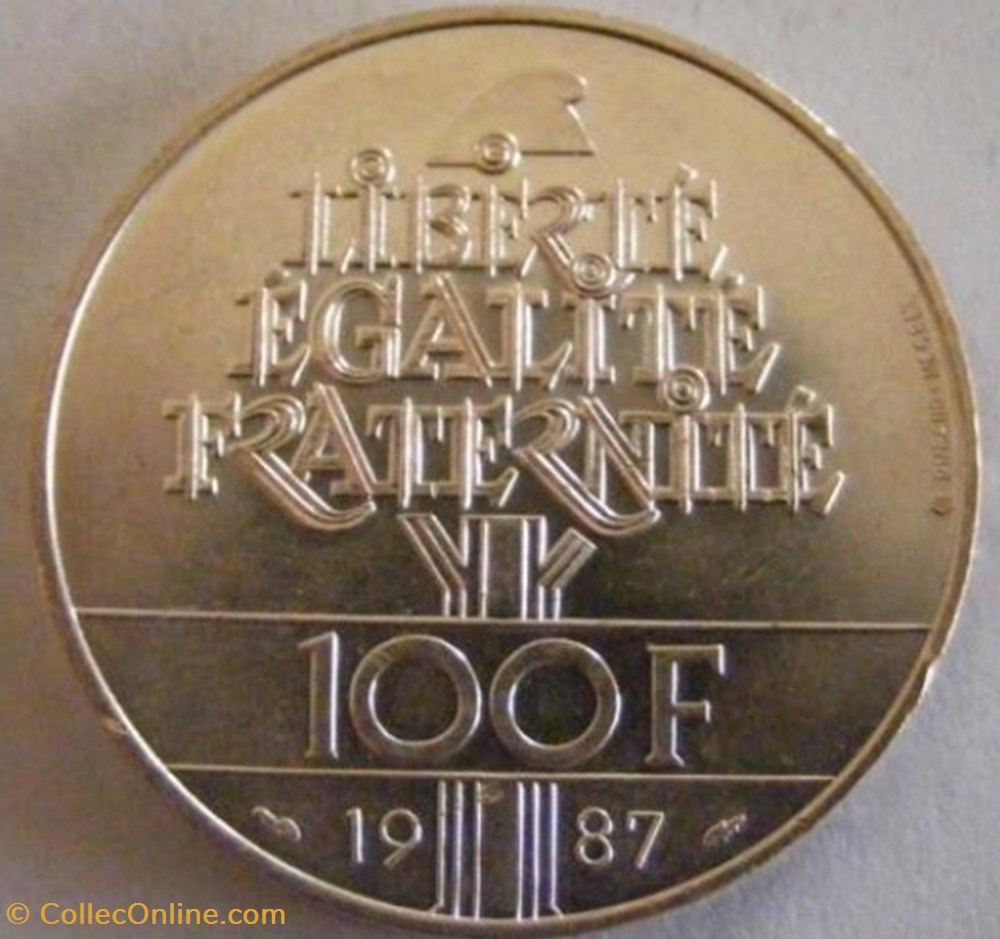 LIBERTÉ
ÉGALITÉ
FRATERNITÉ
100F
19 87
© CollecOnline.com